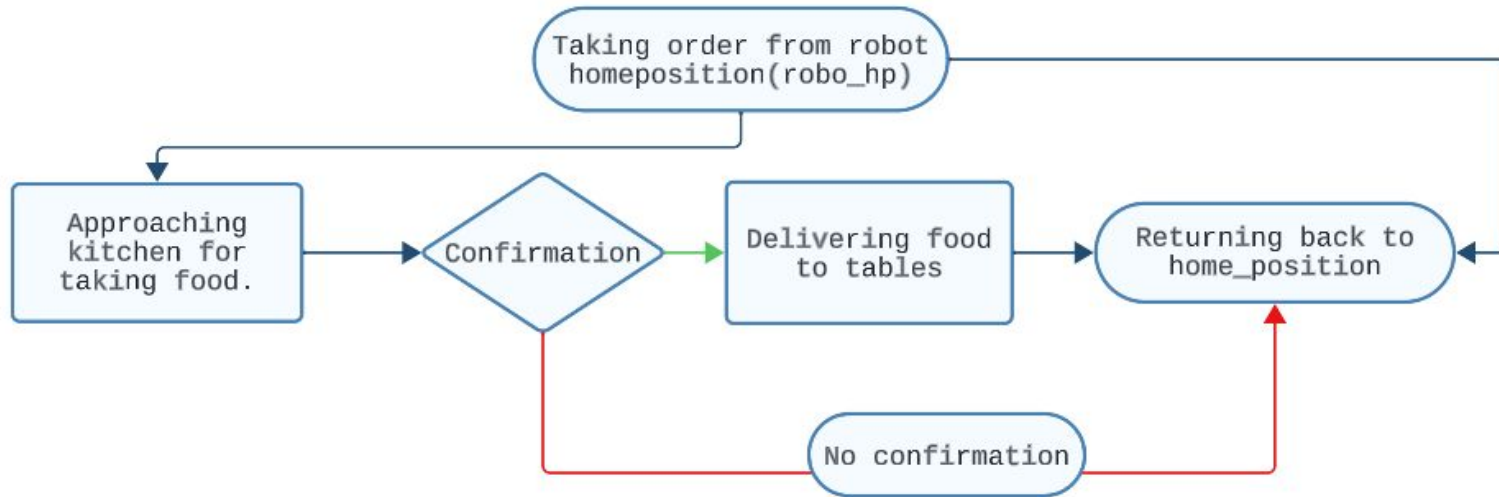 Taking order from robot
homeposition(robo_hp)
Approaching
kitchen for
taking food.
Confirmation
Delivering food
to tables
Returning back to
home_position
No confirmation